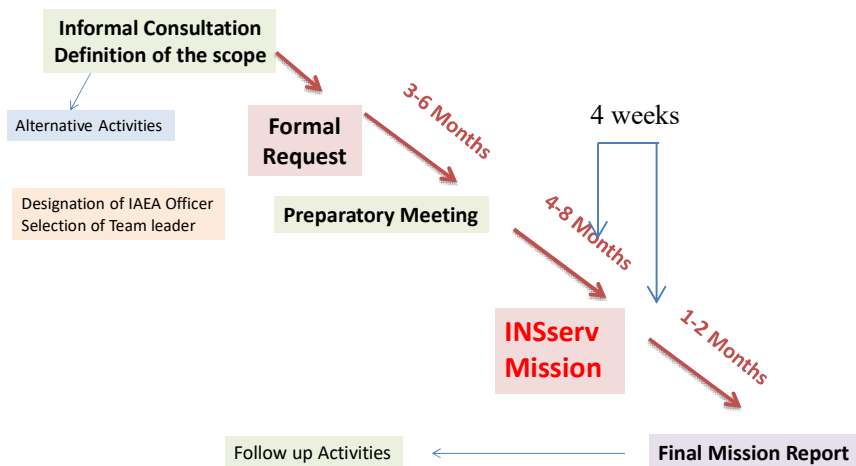 Informal Consultation
Definition of the scope
3-6 Months
4 weeks
Alternative Activities
Formal
Request
Designation of IAEA Officer
Selection of Team leader
Preparatory Meeting
4-8 Months
INSserv
Mission
1-2 Months
Follow up Activities
Final Mission Report